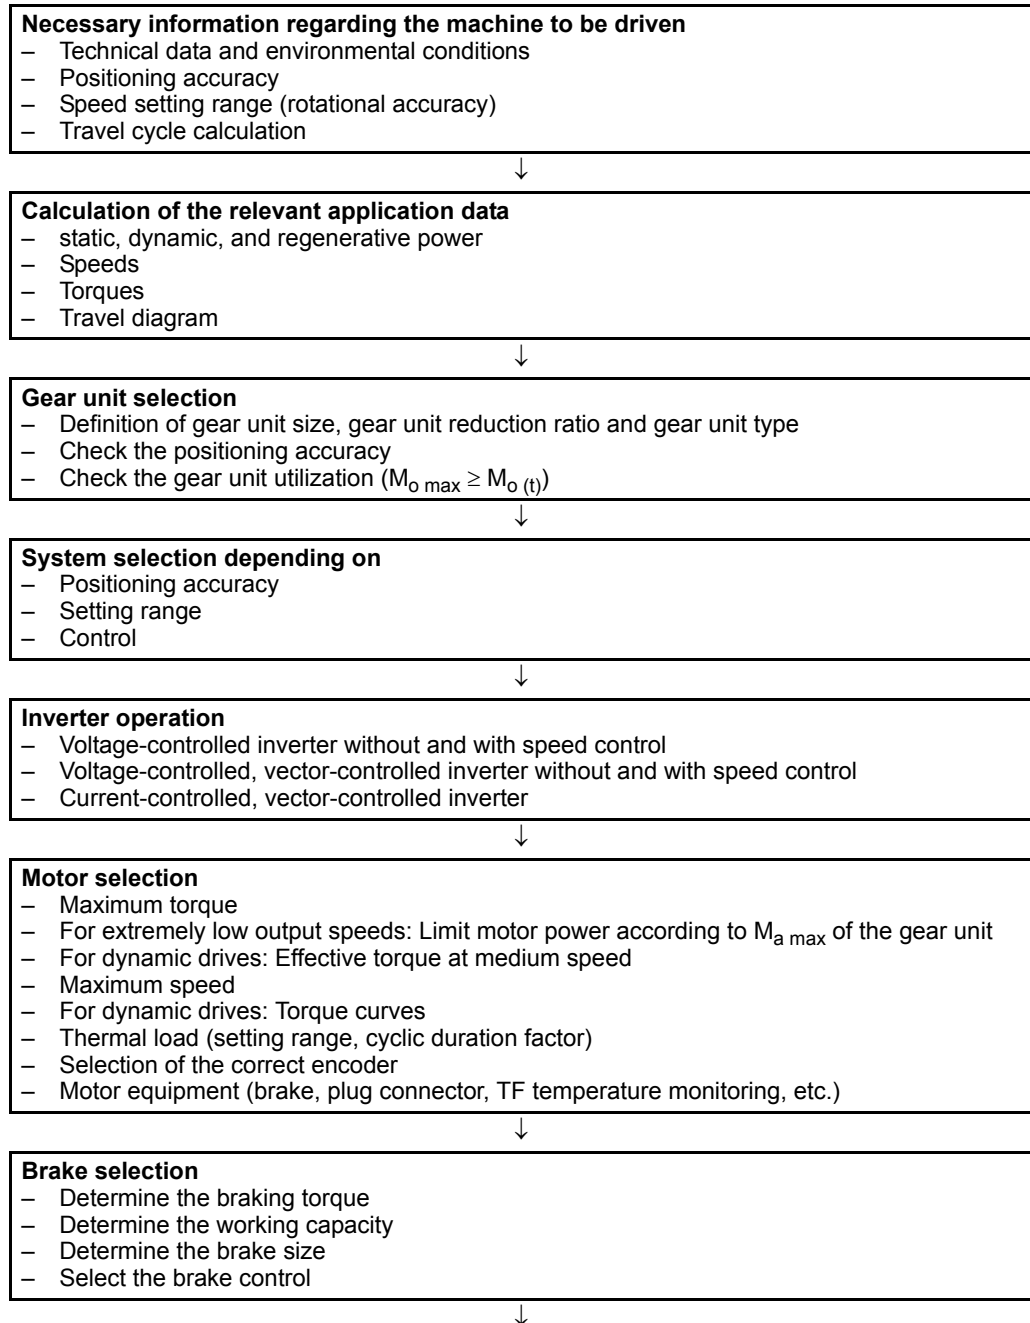 Necessary information regarding the machine to be driven
– Technical data and environmental conditions
– Positioning accuracy
– Speed setting range (rotational accuracy)
– Travel cycle calculation
↓
Calculation of the relevant application data
– static, dynamic, and regenerative power
– Speeds
– Torques
– Travel diagram
↓
Gear unit selection
– Definition of gear unit size, gear unit reduction ratio and gear unit type
– Check the positioning accuracy
– Check the gear unit utilization (M o max ≥ M o (t))
↓
System selection depending on
– Positioning accuracy
– Setting range
– Control
↓
Inverter operation
– Voltage-controlled inverter without and with speed control
– Voltage-controlled, vector-controlled inverter without and with speed control
– Current-controlled, vector-controlled inverter
↓
Motor selection
– Maximum torque
– For extremely low output speeds: Limit motor power according to M a max of the gear unit
– For dynamic drives: Effective torque at medium speed
– Maximum speed
– For dynamic drives: Torque curves
– Thermal load (setting range, cyclic duration factor)
– Selection of the correct encoder
– Motor equipment (brake, plug connector, TF temperature monitoring, etc.)
↓
Brake selection
– Determine the braking torque
– Determine the working capacity
– Determine the brake size
– Select the brake control
↓